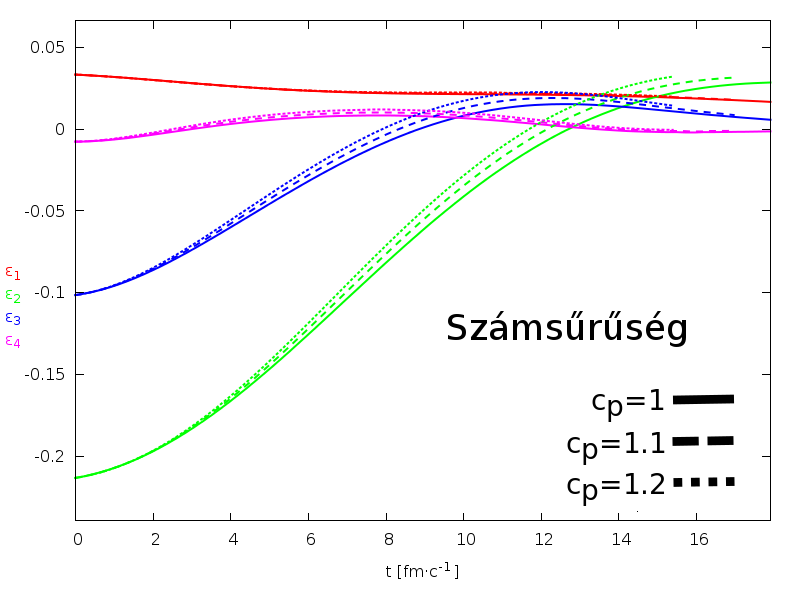 0.05
0
-0.05
-0.1
-0.15
-0.2
ε1
ε2
ε3
ε4
Számsűrűség
cp=1
cp=1.1
cp=1.2
0 2 4 6 8 10 12 14 16
t [fm·c-1]